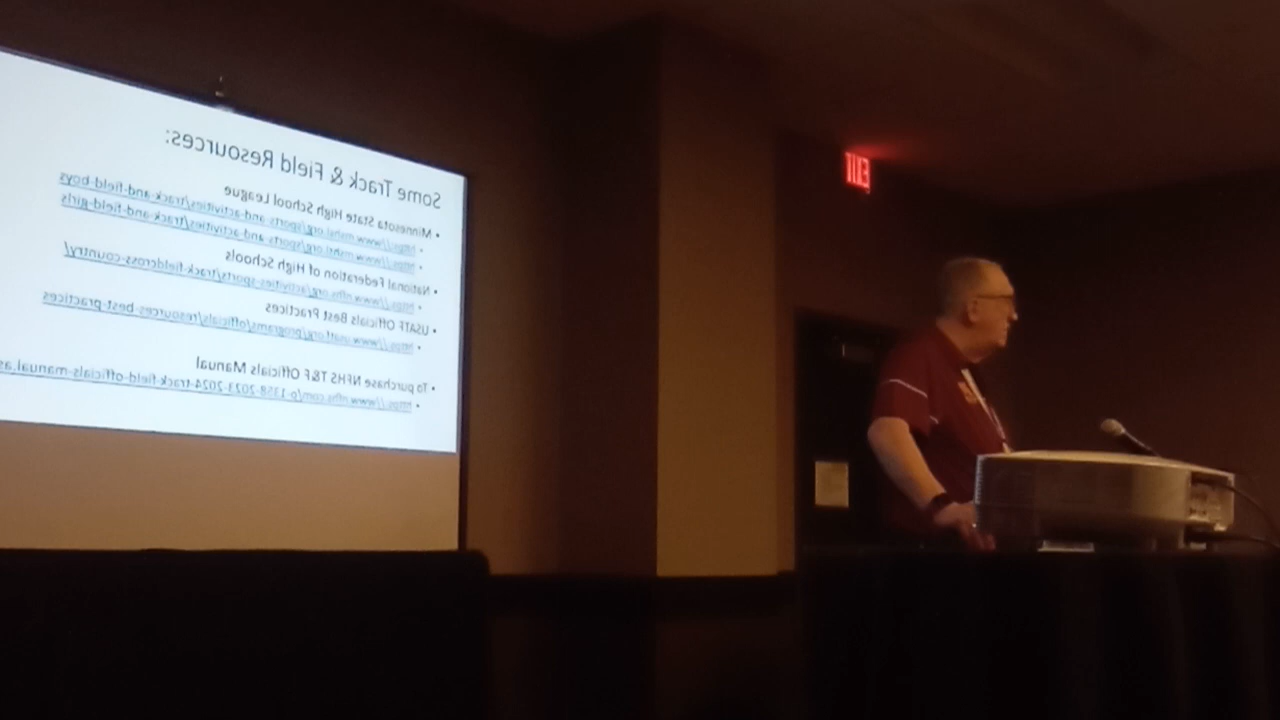 Some Track & Field Resources:
• Minnesota State High School League
• https://www.mshsl.org/sports-and-activities/track-and-field-boys
• https://www.mshsl.org/sports-and-activities/track-and-field-girls
• National Federation of High Schools
• https://www.nfhs.org/activities-sports/track-fieldcross-country/
• USATF Officials Best Practices
• https://www.usatf.org/programs/officials/resources-best-practices
• To purchase NFHS T&F Officials Manual
• https://www.nfhs.com/p-1358-2023-2024-track-field-officials-manual.as
EXIT